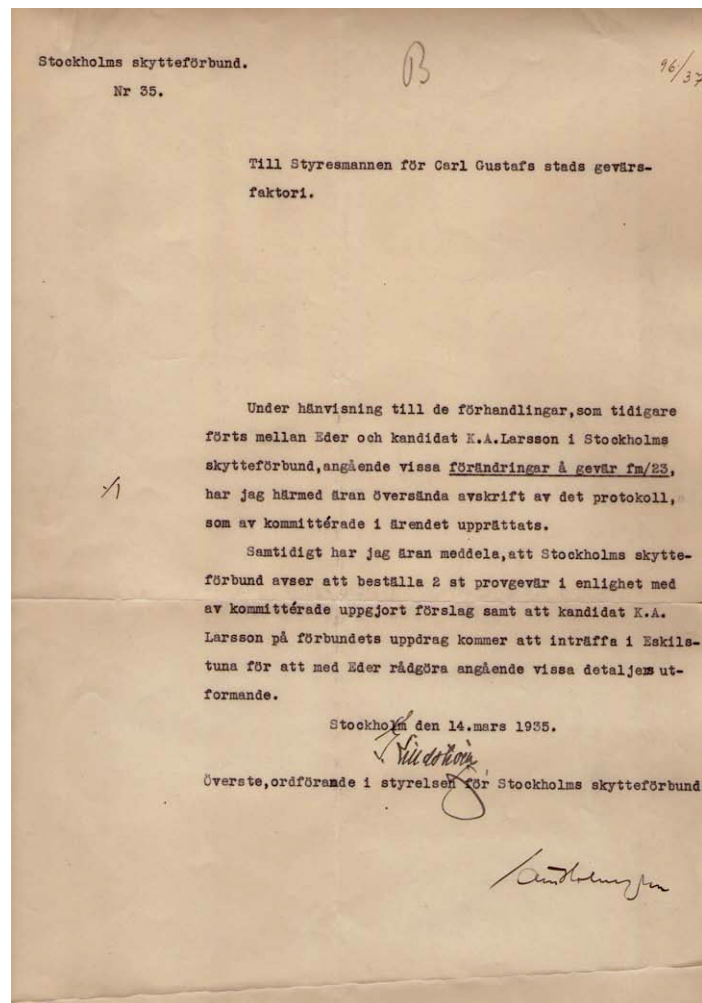 Stockholms skytteförbund.
Nr 35.
B
96/37
Till Styresmannen för Carl Gustafs stads gevärs-
faktori.
Under hänvisning till de förhandlingar,som tidigare
förts mellan Eder och kandidat K.A.Larsson i Stockholms
skytteförbund,angående vissa förändringar å gevär fm/23,
har jag härmed äran översända avskrift av det protokoll,
som av kommittérade i ärendet upprättats.
Samtidigt har jag äran meddela,att Stockholms skytte-
förbund avser att beställa 2 st provgevär i enlighet med
av kommittérade uppgjort förslag samt att kandidat K.A.
Larsson på förbundets uppdrag kommer att inträffa i Eskils-
tuna för att med Eder rådgöra angående vissa detaljers ut-
formande.
Stockholm den 14.mars 1935.
Överste,ordförande i styrelsen för Stockholms skytteförbund